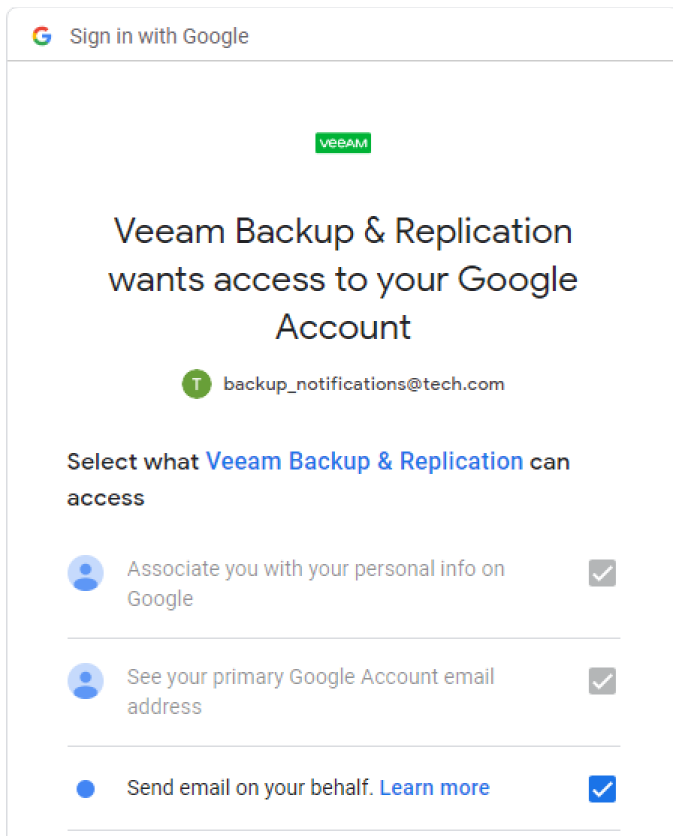 Sign in with Google
veeAM
Veeam Backup & Replication
wants access to your Google
Account
T backup_notifications@tech.com
Select what Veeam Backup & Replication can
access
Associate you with your personal info on
Google
See your primary Google Account email
address
Send email on your behalf. Learn more